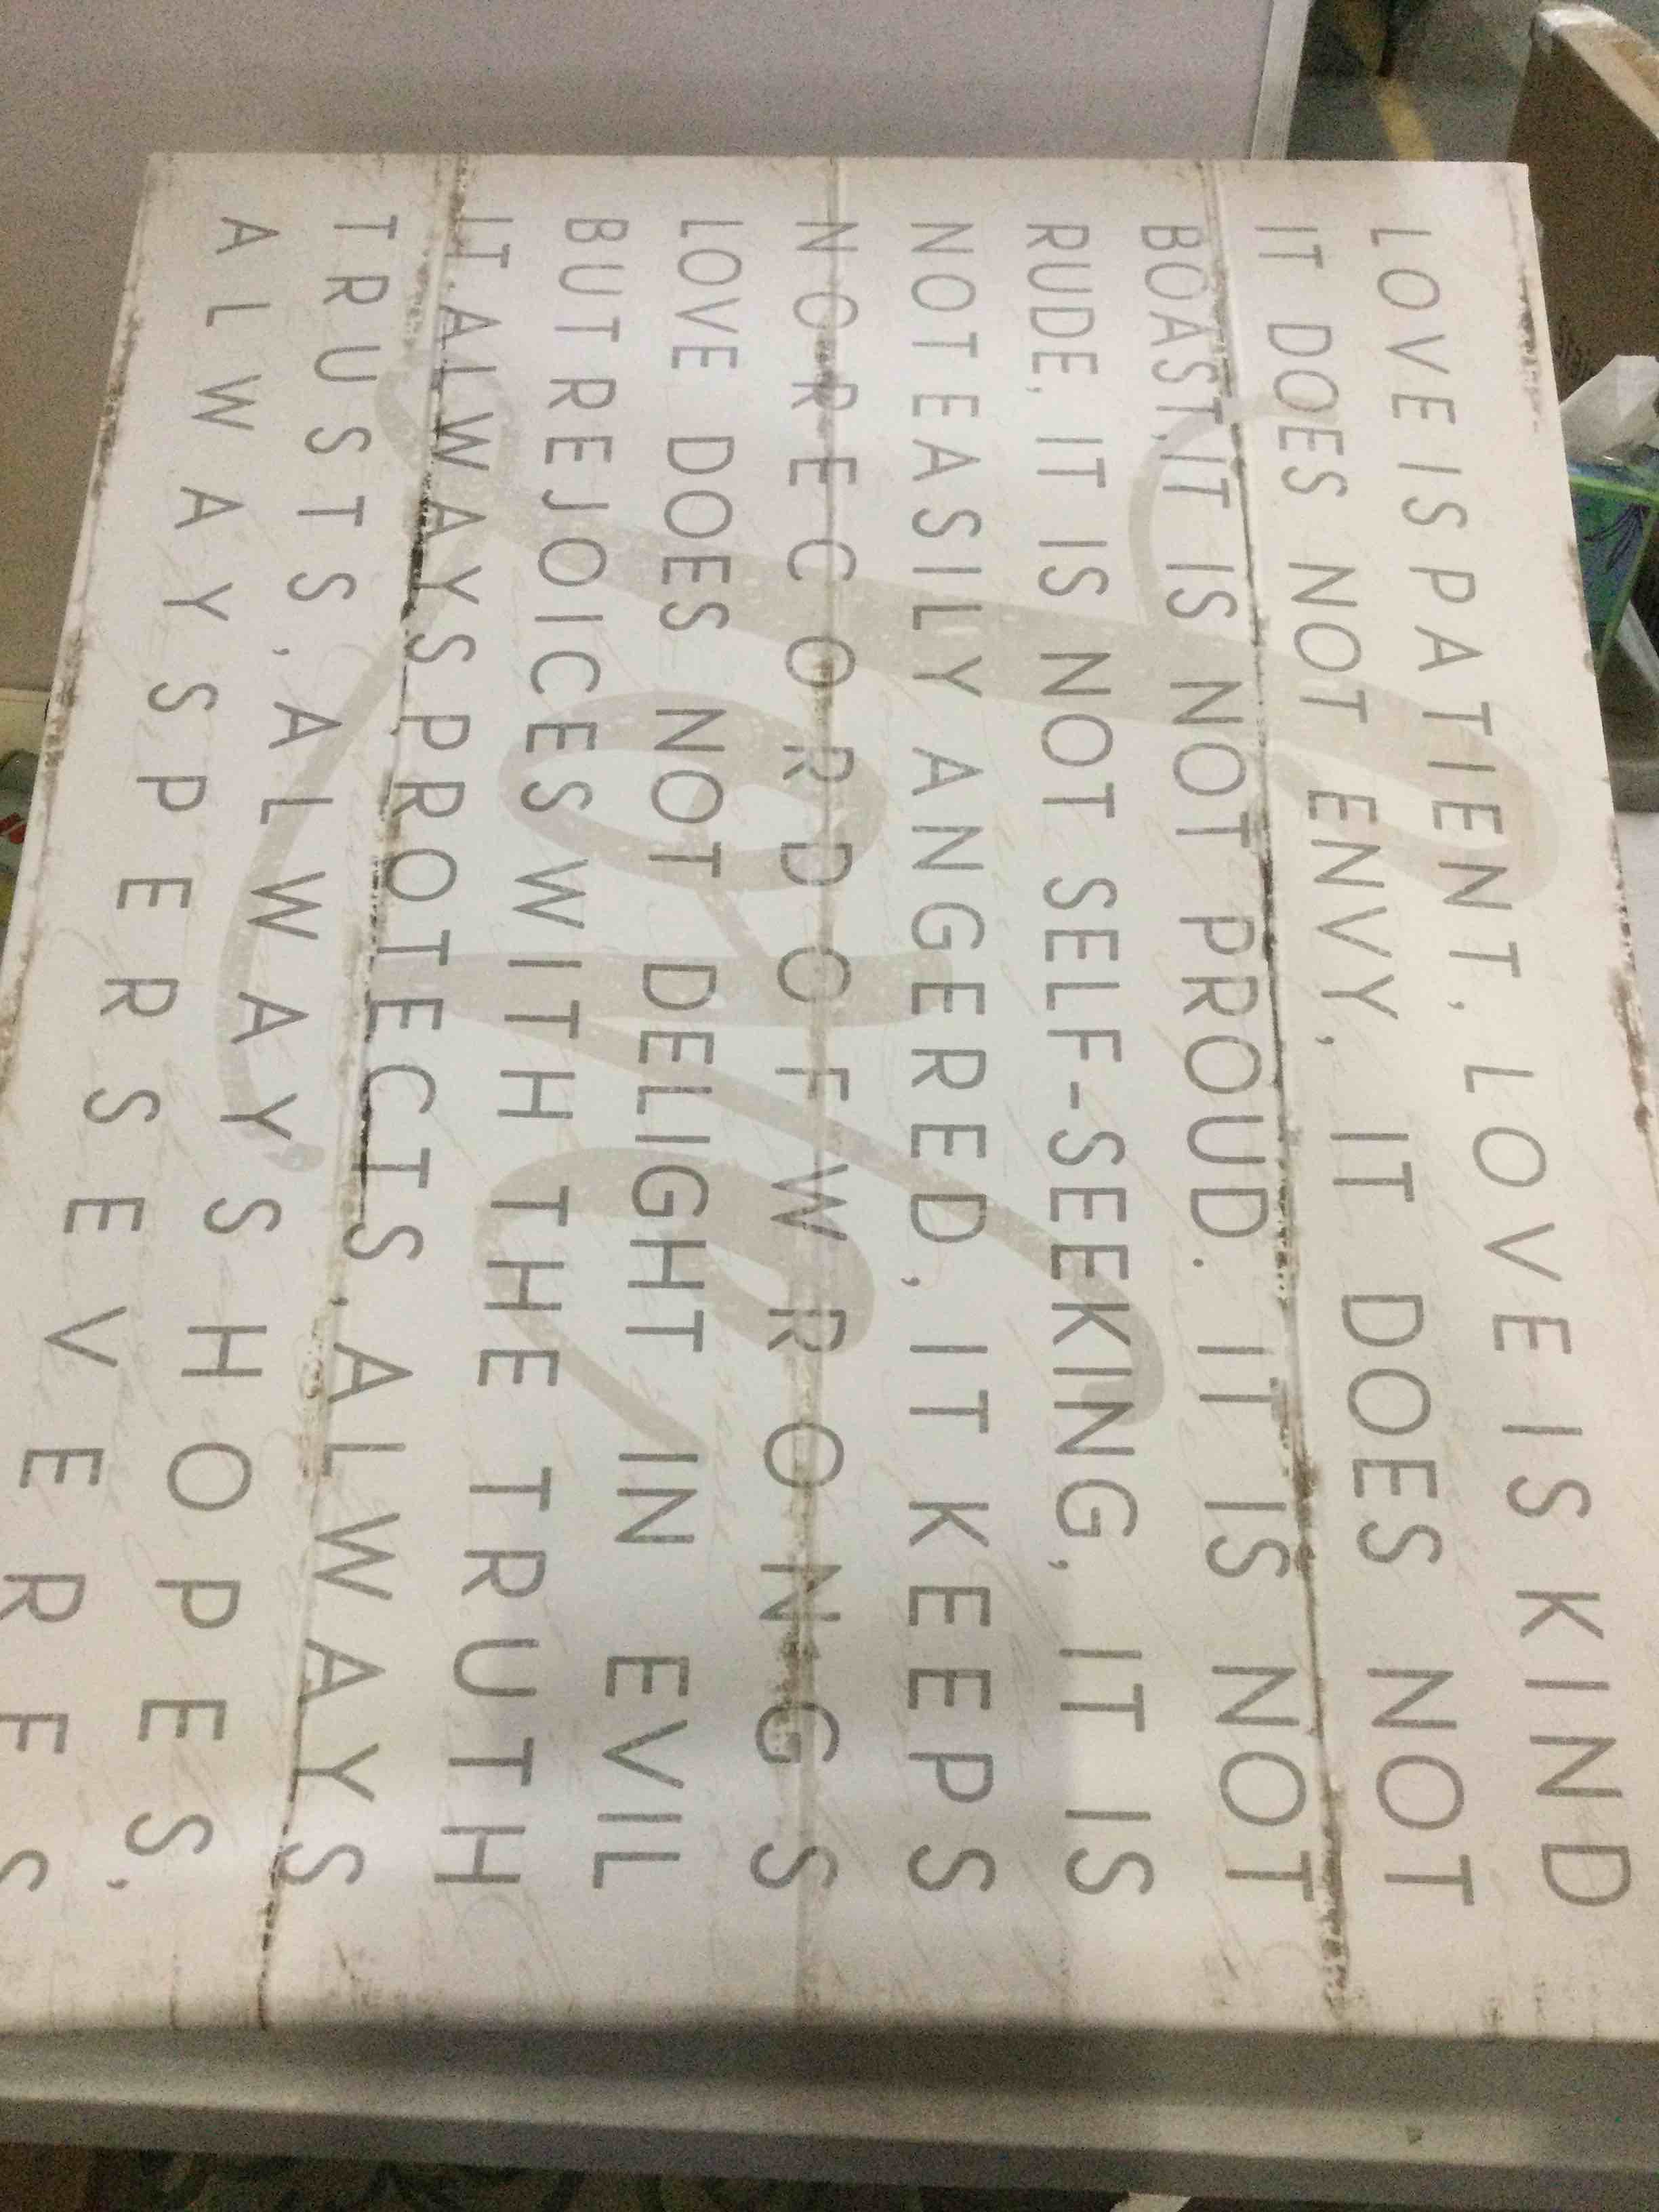 LOVE IS PATIENT, LOVE IS KIND
IT DOES NOT ENVY, IT DOES NOT
BOAST, IT IS NOT PROUD. IT IS NOT
RUDE, IT IS NOT SELF-SEEKING, IT IS
NOT EASILY ANGERED, IT KEEPS
NO RECORD OF WRONGS
LOVE DOES NOT DELIGHT IN EVIL
BUT REJOICES WITH THE TRUTH
IT ALWAYS PROTECTS, ALWAYS
TRUSTS, ALWAYS HOPES,
ALWAYS PERSEVERES
Love